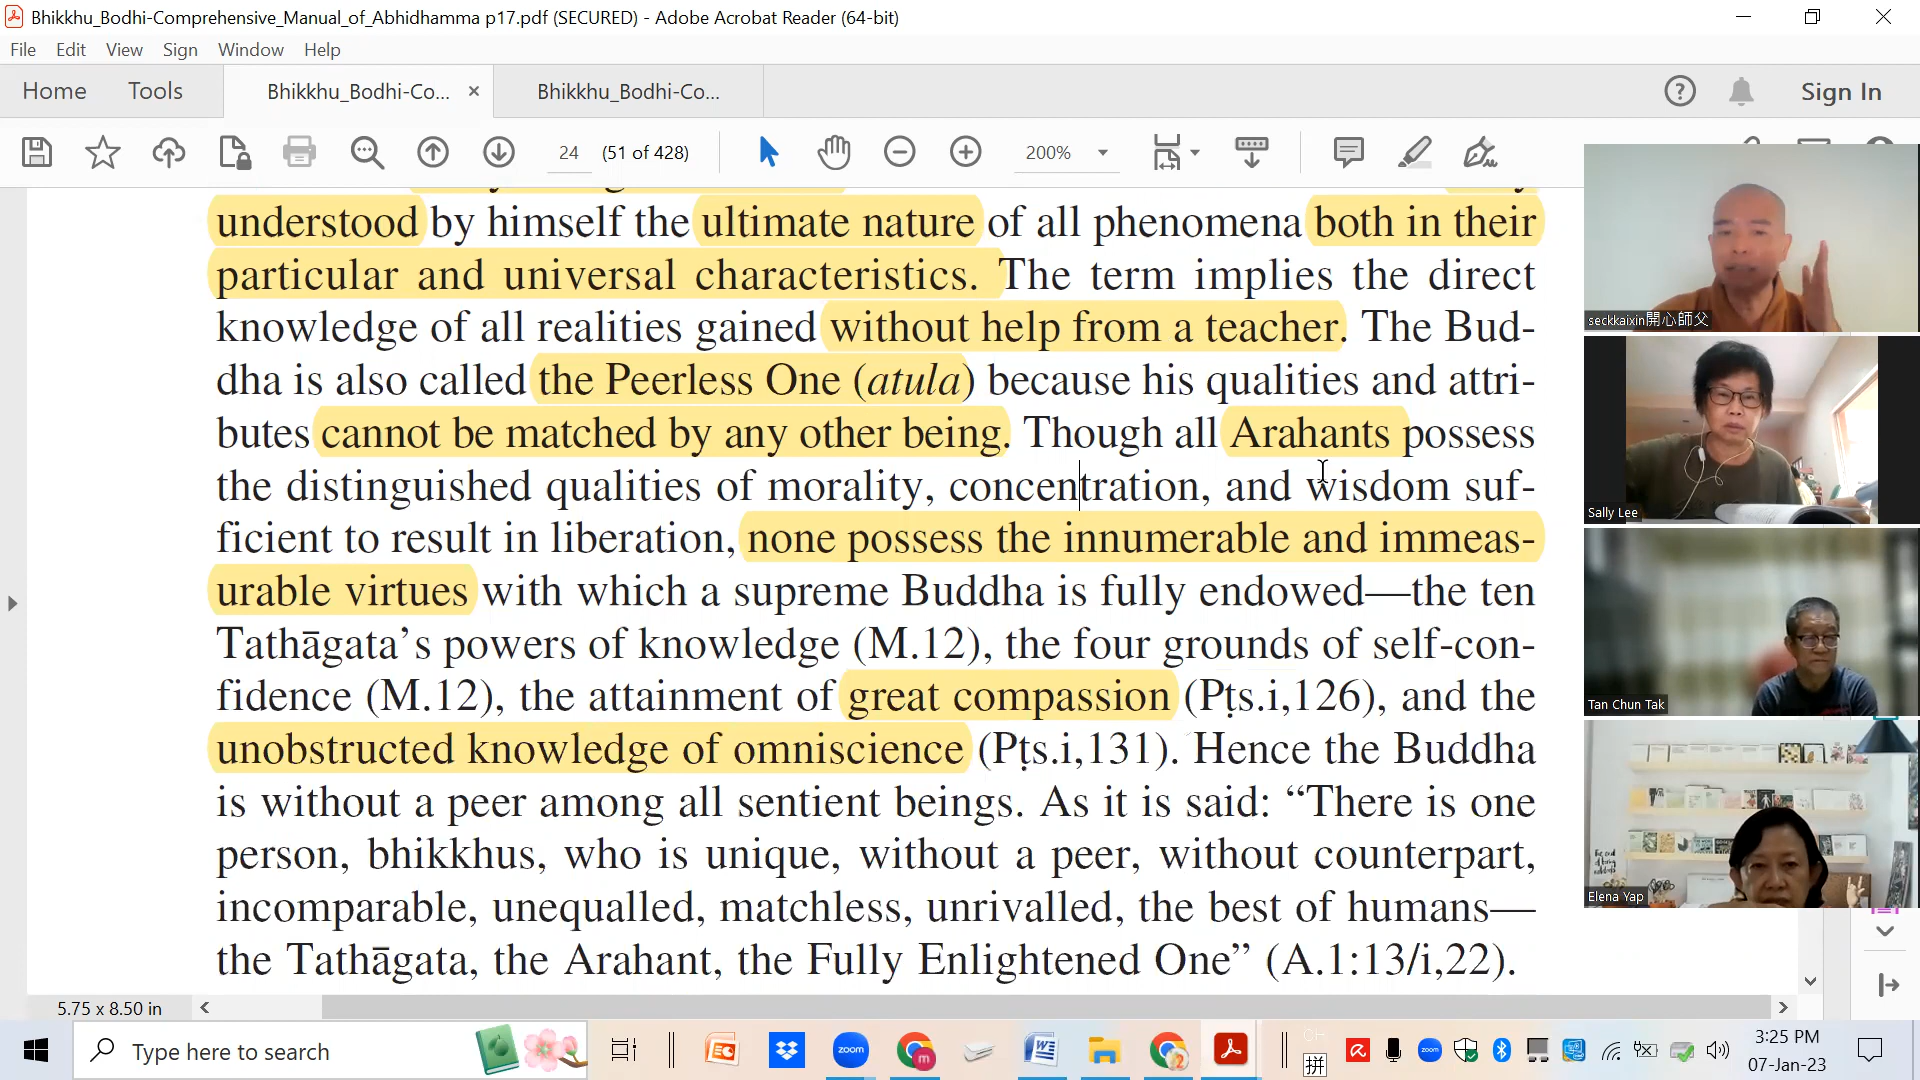 Bhikkhu_Bodhi-Comprehensive_Manual_of_Abhidhamma p17.pdf (SECURED) - Adobe Acrobat Reader (64-bit)
File Edit View Sign Window Help
Home Tools Bhikkhu_Bodhi-Co... × Bhikkhu_Bodhi-Co... Sign In
24 (51 of 428) 200%
understood by himself the ultimate nature of all phenomena both in their
particular and universal characteristics. The term implies the direct
knowledge of all realities gained without help from a teacher. The Bud-
dha is also called the Peerless One (atula) because his qualities and attri-
butes cannot be matched by any other being. Though all Arahants possess
the distinguished qualities of morality, concentration, and wisdom suf-
ficient to result in liberation, none possess the innumerable and immeas-
urable virtues with which a supreme Buddha is fully endowed—the ten
Tathāgata’s powers of knowledge (M.12), the four grounds of self-con-
fidence (M.12), the attainment of great compassion (Pṭs.i,126), and the
unobstructed knowledge of omniscience (Pṭs.i,131). Hence the Buddha
is without a peer among all sentient beings. As it is said: “There is one
person, bhikkhus, who is unique, without a peer, without counterpart,
incomparable, unequalled, matchless, unrivalled, the best of humans—
the Tathāgata, the Arahant, the Fully Enlightened One” (A.1:13/i,22).
seckkaixin開心師父
Sally Lee
Tan Chun Tak
Elena Yap
5.75 x 8.50 in
Type here to search
zoom
拼
3:25 PM
07-Jan-23